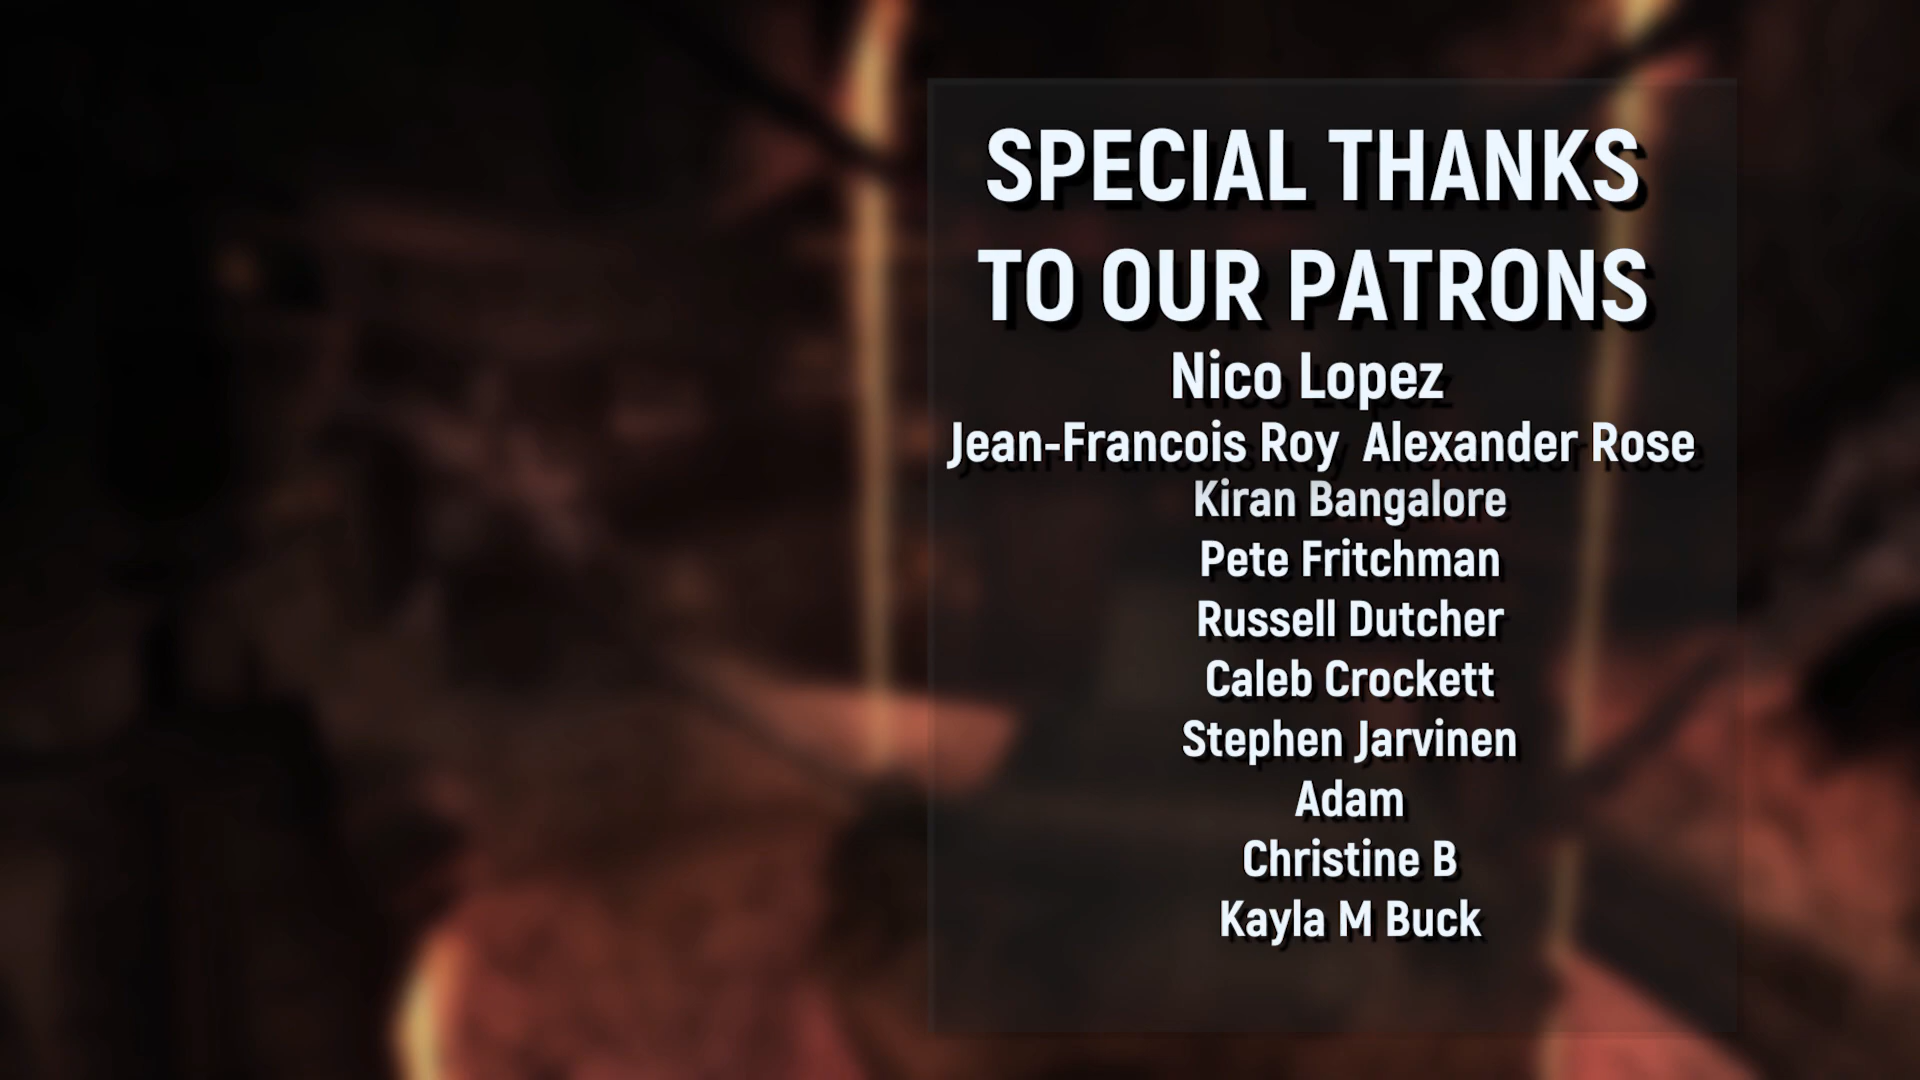 SPECIAL THANKS
TO OUR PATRONS
Nico Lopez
Jean-Francois Roy  Alexander Rose
Kiran Bangalore
Pete Fritchman
Russell Dutcher
Caleb Crockett
Stephen Jarvinen
Adam
Christine B
Kayla M Buck